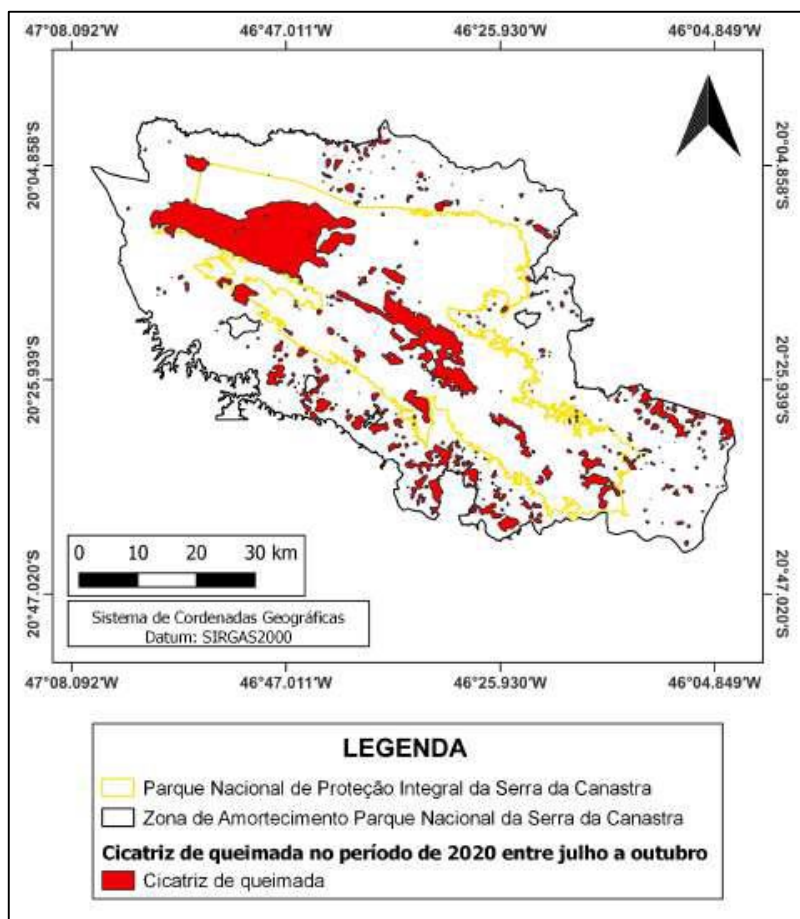 47°08.092'W 46°47.011'W 46°25.930'W 46°04.849'W
20°04.858'S 20°04.858'S
20°25.939'S 20°25.939'S
0 10 20 30 km
20°47.020'S 20°47.020'S
Sistema de Cordenadas Geográficas
Datum: SIRGAS2000
47°08.092'W 46°47.011'W 46°25.930'W 46°04.849'W
LEGENDA
Parque Nacional de Proteção Integral da Serra da Canastra
Zona de Amortecimento Parque Nacional da Serra da Canastra
Cicatriz de queimada no período de 2020 entre julho a outubro
Cicatriz de queimada